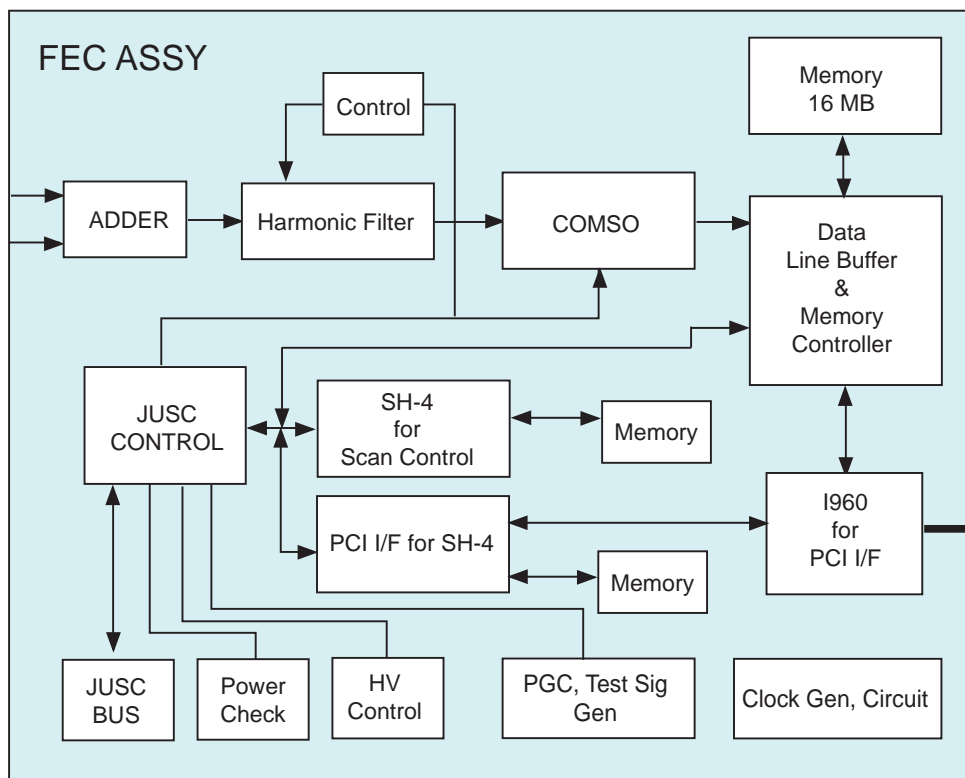 FEC ASSY
Memory
16 MB
Control
ADDER
Harmonic Filter
COMSO
Data
Line Buffer
&
Memory
Controller
JUSC
CONTROL
SH-4
for
Scan Control
Memory
PCI I/F for SH-4
I960
for
PCI I/F
Memory
JUSC
BUS
Power
Check
HV
Control
PGC, Test Sig
Gen
Clock Gen, Circuit